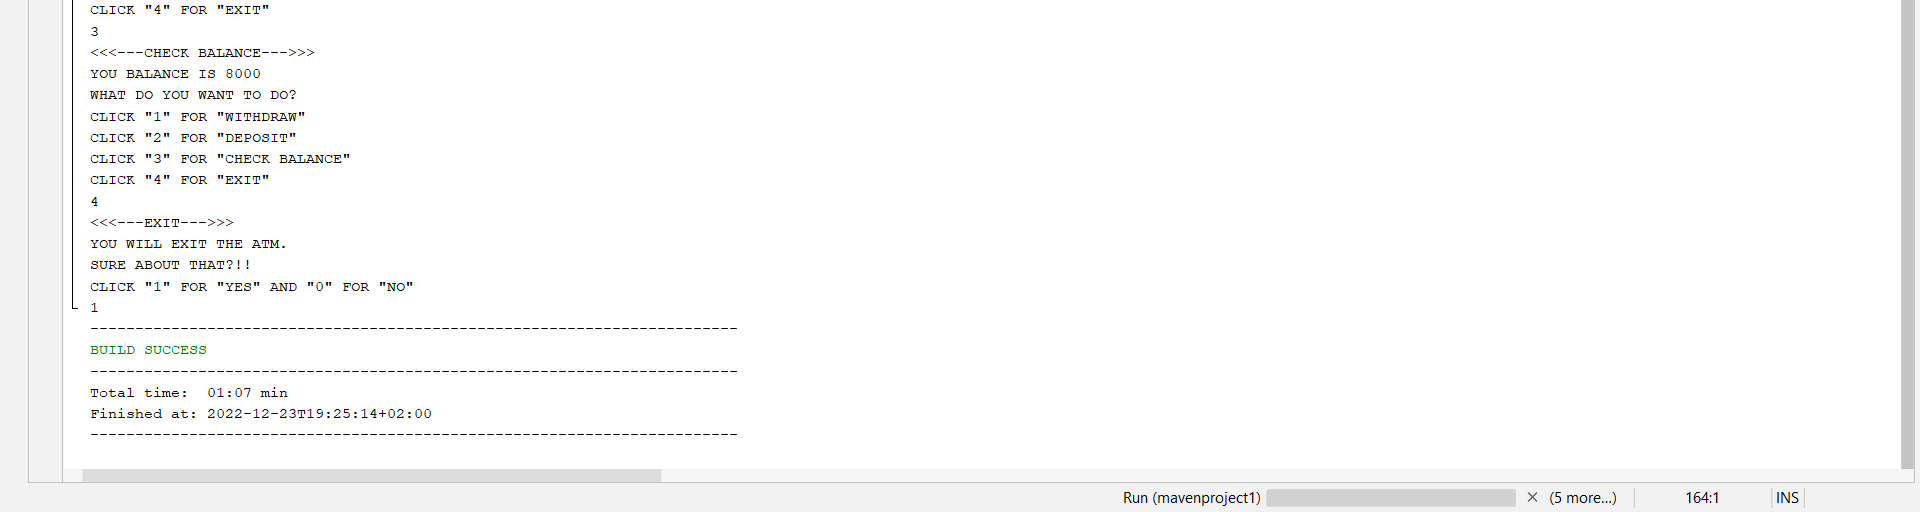 CLICK "4" FOR "EXIT"
3
<<<---CHECK BALANCE--->>>
YOU BALANCE IS 8000
WHAT DO YOU WANT TO DO?
CLICK "1" FOR "WITHDRAW"
CLICK "2" FOR "DEPOSIT"
CLICK "3" FOR "CHECK BALANCE"
CLICK "4" FOR "EXIT"
4
<<<---EXIT--->>>
YOU WILL EXIT THE ATM.
SURE ABOUT THAT?!!
CLICK "1" FOR "YES" AND "0" FOR "NO"
1
------------------------------------------------------------------------
BUILD SUCCESS
------------------------------------------------------------------------
Total time:  01:07 min
Finished at: 2022-12-23T19:25:14+02:00
------------------------------------------------------------------------
Run (mavenproject1) (5 more...) 164:1 INS